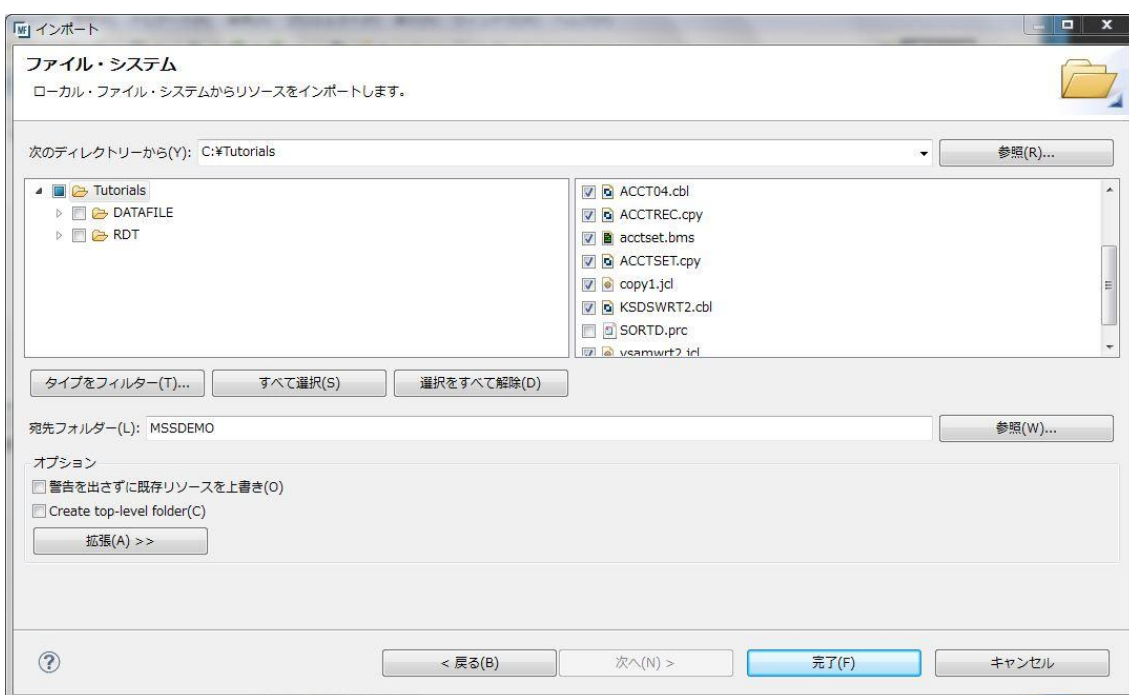 インポート
ファイル・システム
ローカル・ファイル・システムからリソースをインポートします。
次のディレクトリーから(Y): C:¥Tutorials 参照(R)...
Tutorials
DATAFILE
RDT
ACCT04.cbl
ACCTREC.cpy
acctset.bms
ACCTSET.cpy
copy1.jcl
KSDSWRT2.cbl
SORTD.prc
vsamwrt2.jcl
タイプをフィルター(T)... すべて選択(S) 選択をすべて解除(D)
宛先フォルダー(L): MSSDEMO 参照(W)...
オプション
警告を出さずに既存リソースを上書き(O)
Create top-level folder(C)
拡張(A) >>
< 戻る(B) 次へ(N) > 完了(F) キャンセル